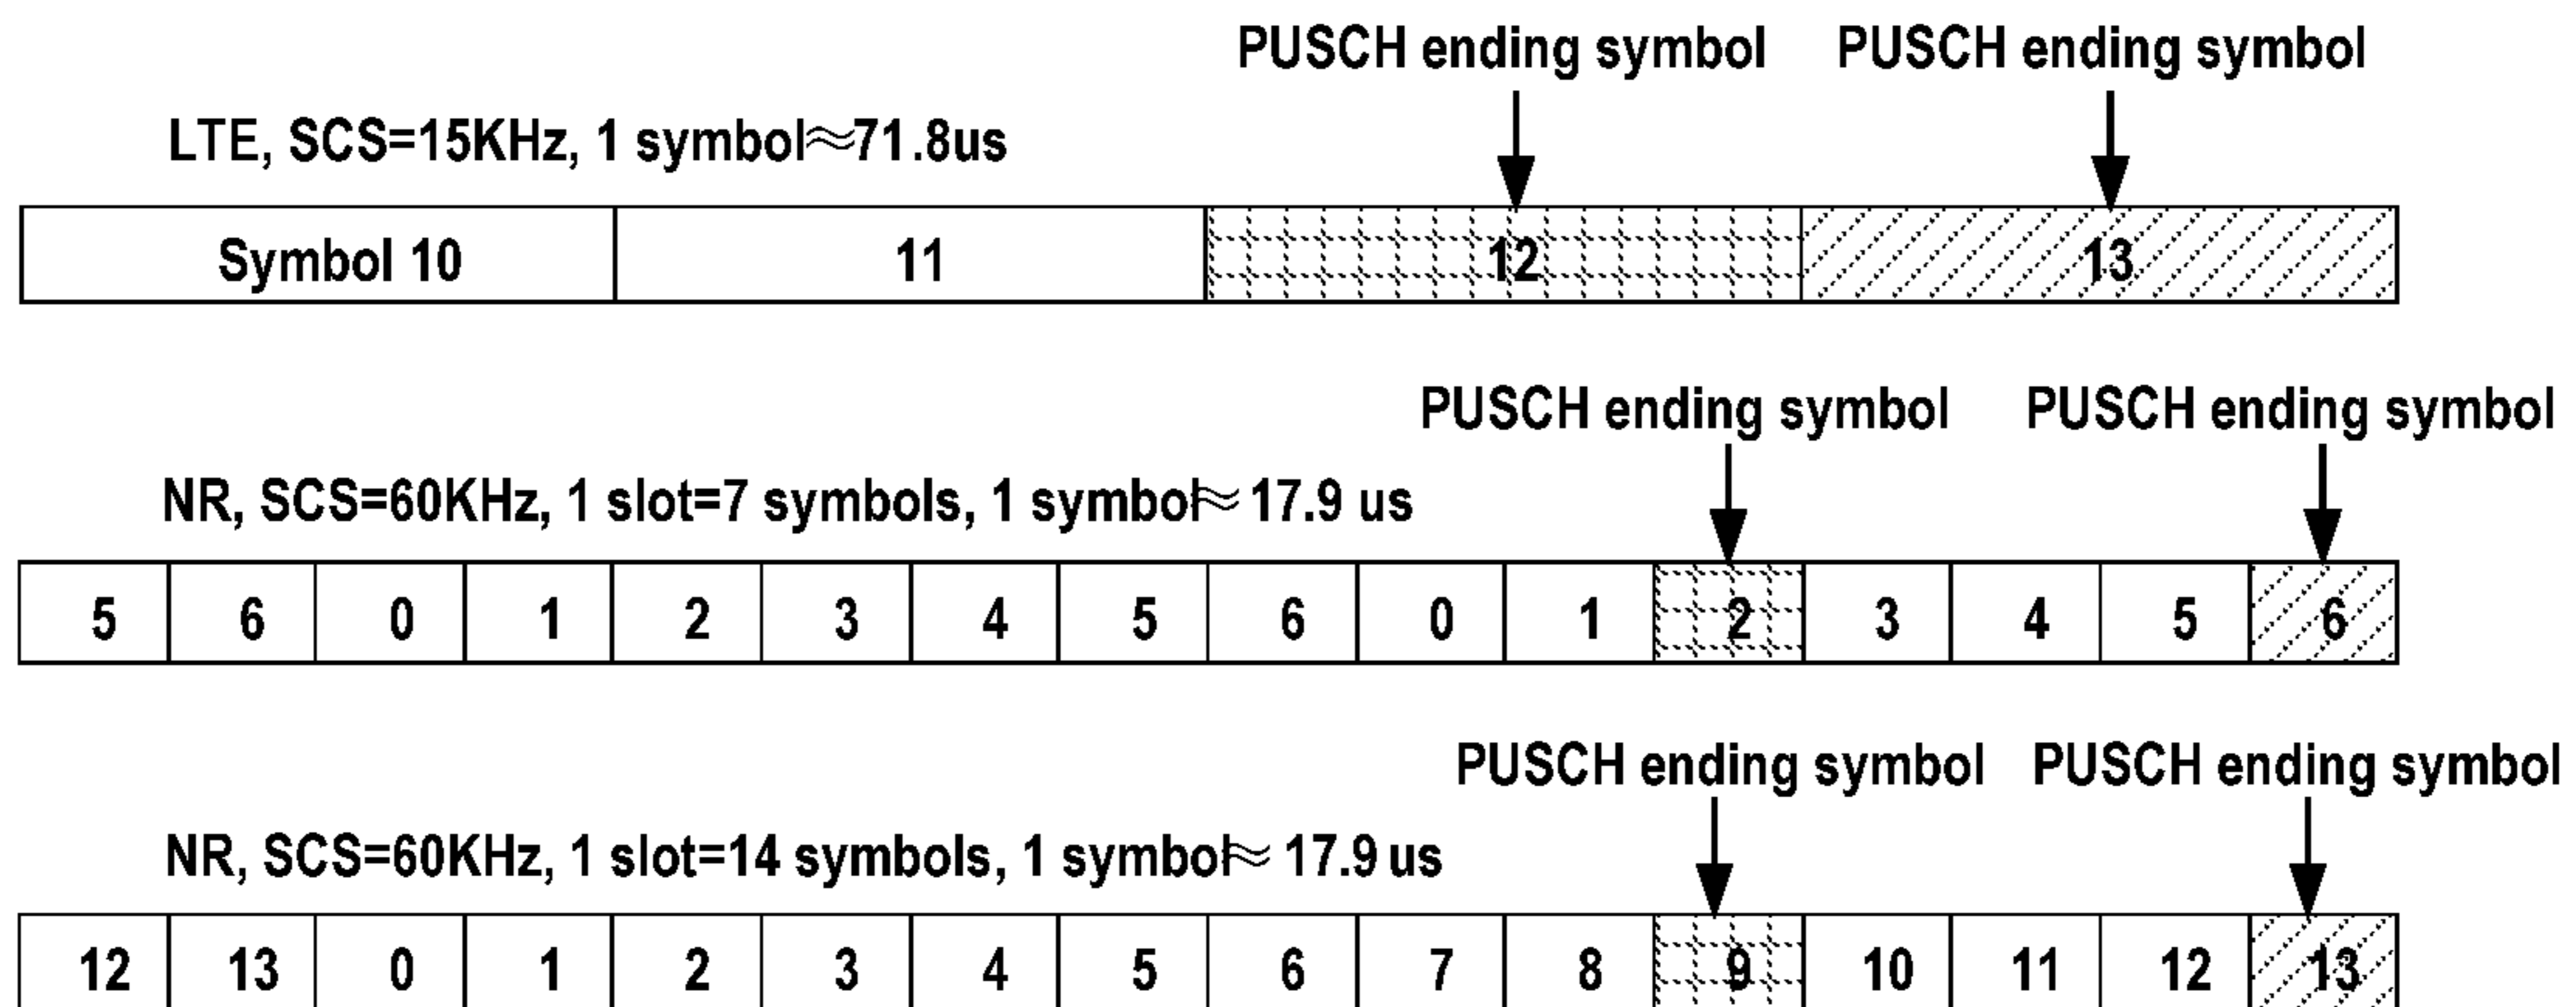 PUSCH ending symbol PUSCH ending symbol
LTE, SCS=15KHz, 1 symbol≈71.8us
Symbol 10 11 12 13
PUSCH ending symbol PUSCH ending symbol
NR, SCS=60KHz, 1 slot=7 symbols, 1 symbol≈ 17.9 us
5 6 0 1 2 3 4 5 6 0 1 2 3 4 5 6
PUSCH ending symbol PUSCH ending symbol
NR, SCS=60KHz, 1 slot=14 symbols, 1 symbol≈ 17.9 us
12 13 0 1 2 3 4 5 6 7 8 9 10 11 12 13